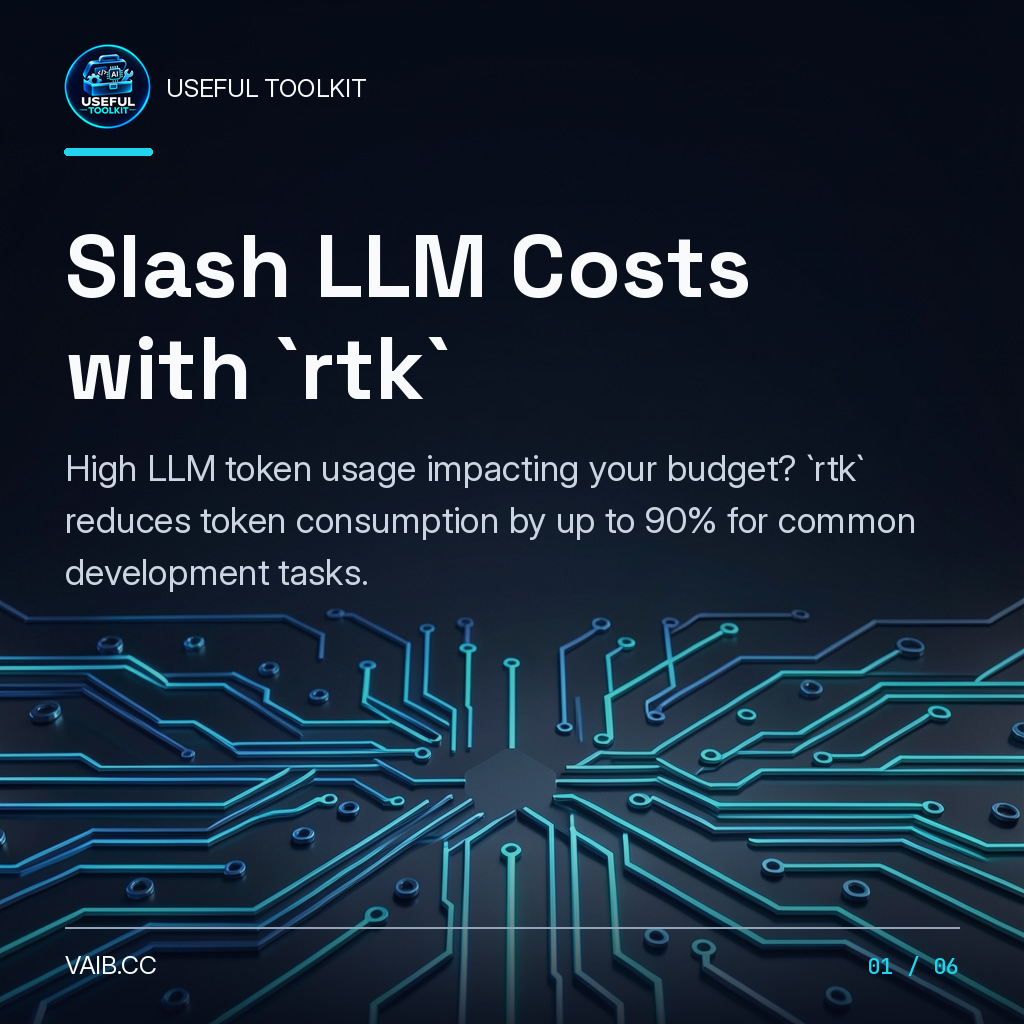 USEFUL
TOOLKIT
USEFUL TOOLKIT
Slash LLM Costs
with `rtk`
High LLM token usage impacting your budget? `rtk`
reduces token consumption by up to 90% for common
development tasks.
VAIB.CC
01 / 06